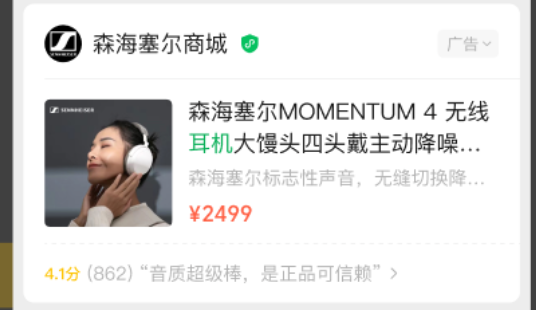 森海塞尔商城
广告
SENNHEISER
森海塞尔MOMENTUM 4 无线
耳机大馒头四头戴主动降噪...
森海塞尔标志性声音，无缝切换降...
¥2499
4.1分 (862) “音质超级棒，是正品可信赖”